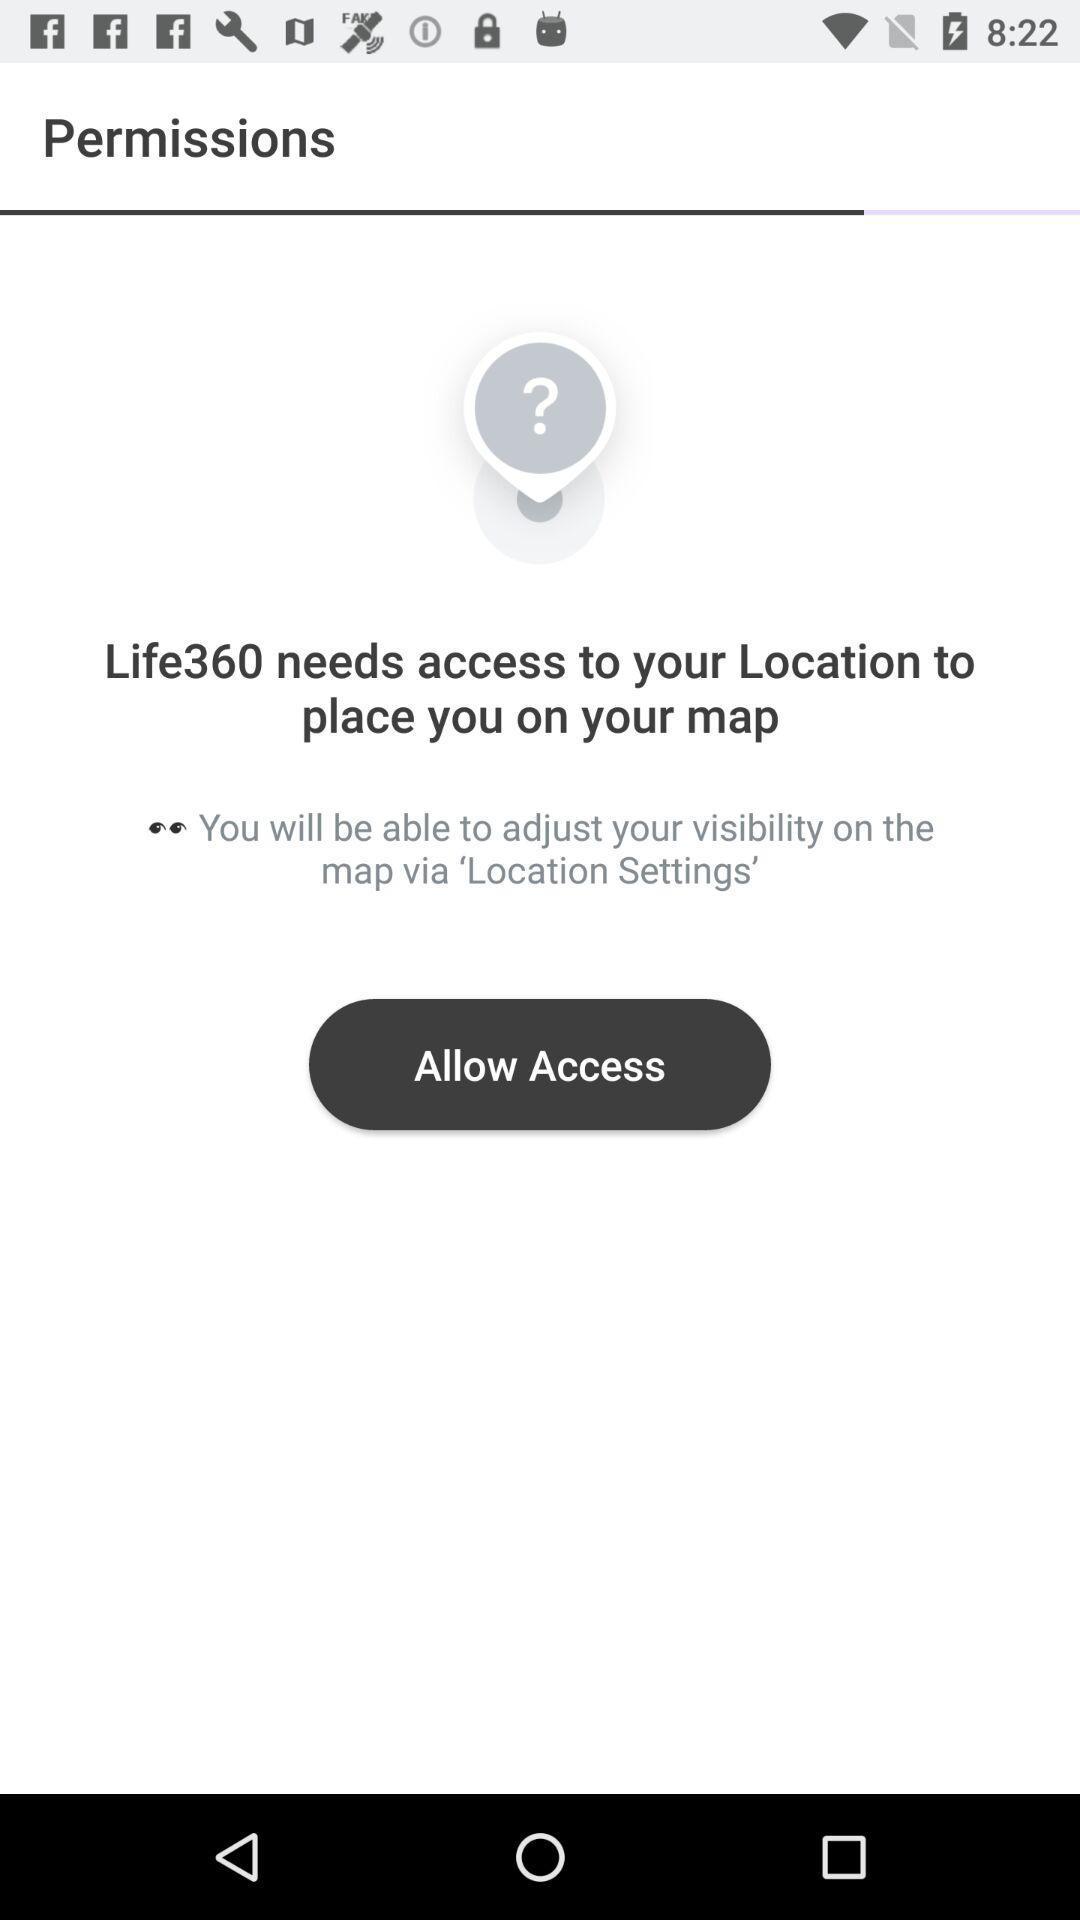 FAKE
8:22
Permissions
?
Life360 needs access to your Location to
place you on your map
👀 You will be able to adjust your visibility on the
map via ‘Location Settings’
Allow Access